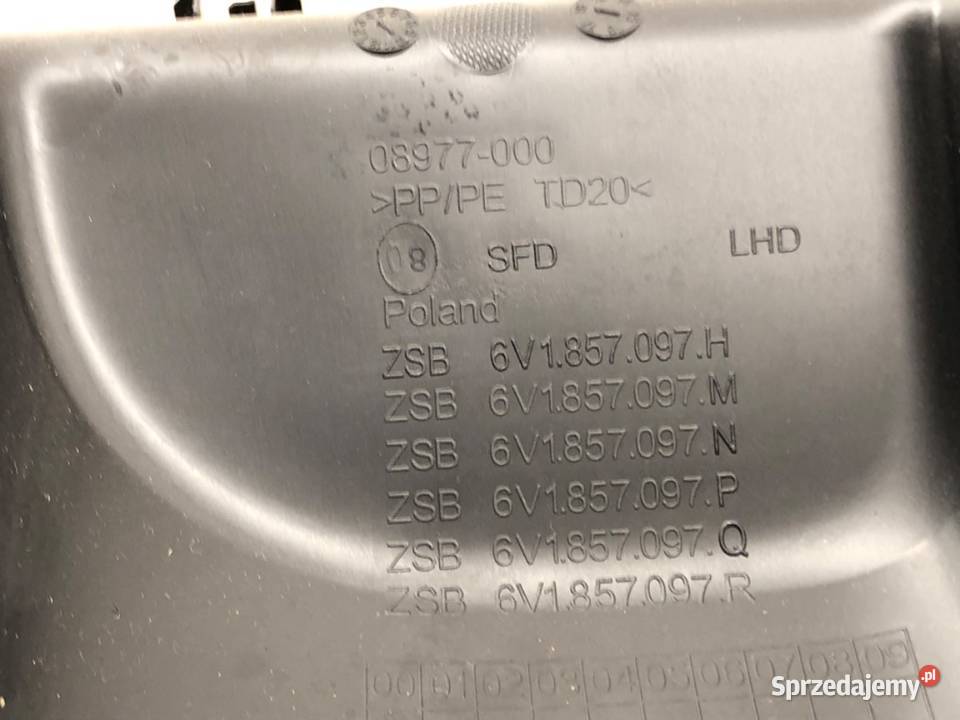 08977-000
>PP/PE TD20<
08 SFD LHD
Poland
ZSB 6V1.857.097.H
ZSB 6V1.857.097.M
ZSB 6V1.857.097.N
ZSB 6V1.857.097.P
ZSB 6V1.857.097.Q
ZSB 6V1.857.097.R
00 01 02 03 04 05 06 07 08 09
Sprzedajemy.pl